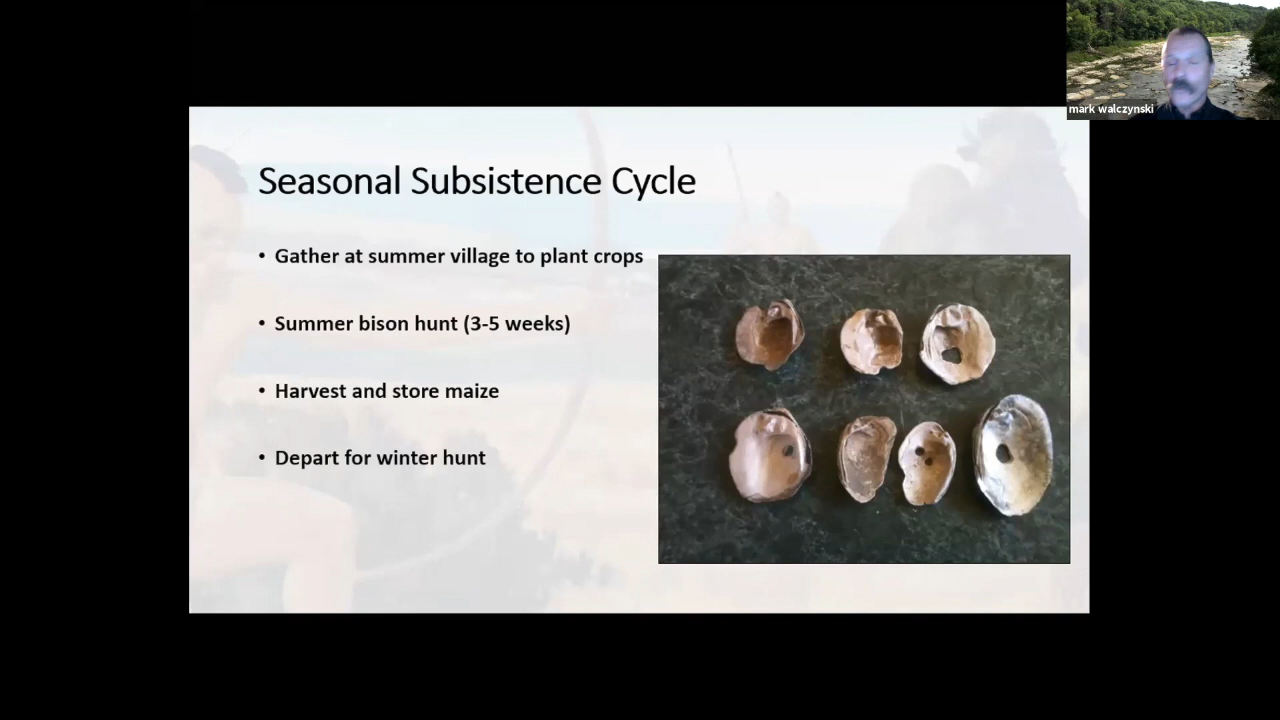 mark walczynski
Seasonal Subsistence Cycle
• Gather at summer village to plant crops
• Summer bison hunt (3-5 weeks)
• Harvest and store maize
• Depart for winter hunt